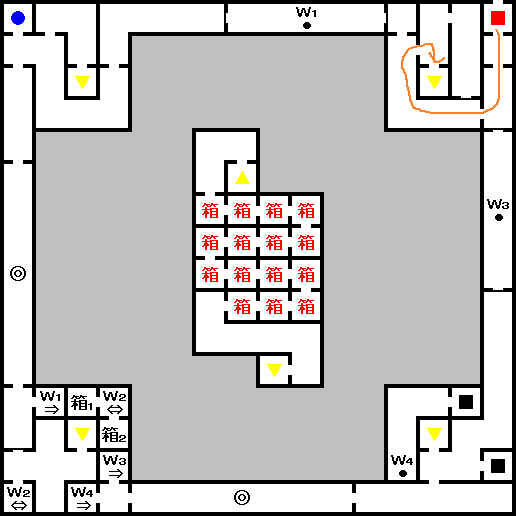 W1
W3
箱 箱 箱 箱
箱 箱 箱 箱
箱 箱 箱 箱
箱 箱 箱
W1 ⇒ 箱1 W2 ⇔
箱2
W3 ⇒ W4
W2 ⇔ W4 ⇒